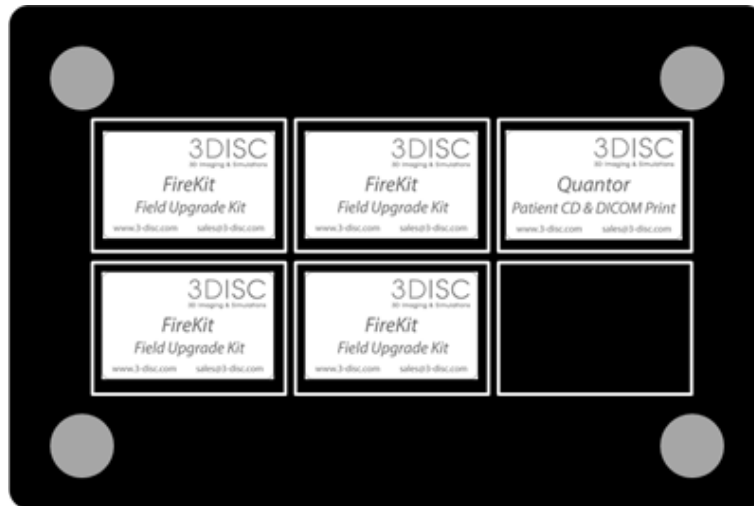 3DISC
3D Imaging & Simulations
FireKit
Field Upgrade Kit
www.3-disc.com sales@3-disc.com
3DISC
3D Imaging & Simulations
FireKit
Field Upgrade Kit
www.3-disc.com sales@3-disc.com
3DISC
3D Imaging & Simulations
Quantor
Patient CD & DICOM Print
www.3-disc.com sales@3-disc.com
3DISC
3D Imaging & Simulations
FireKit
Field Upgrade Kit
www.3-disc.com sales@3-disc.com
3DISC
3D Imaging & Simulations
FireKit
Field Upgrade Kit
www.3-disc.com sales@3-disc.com